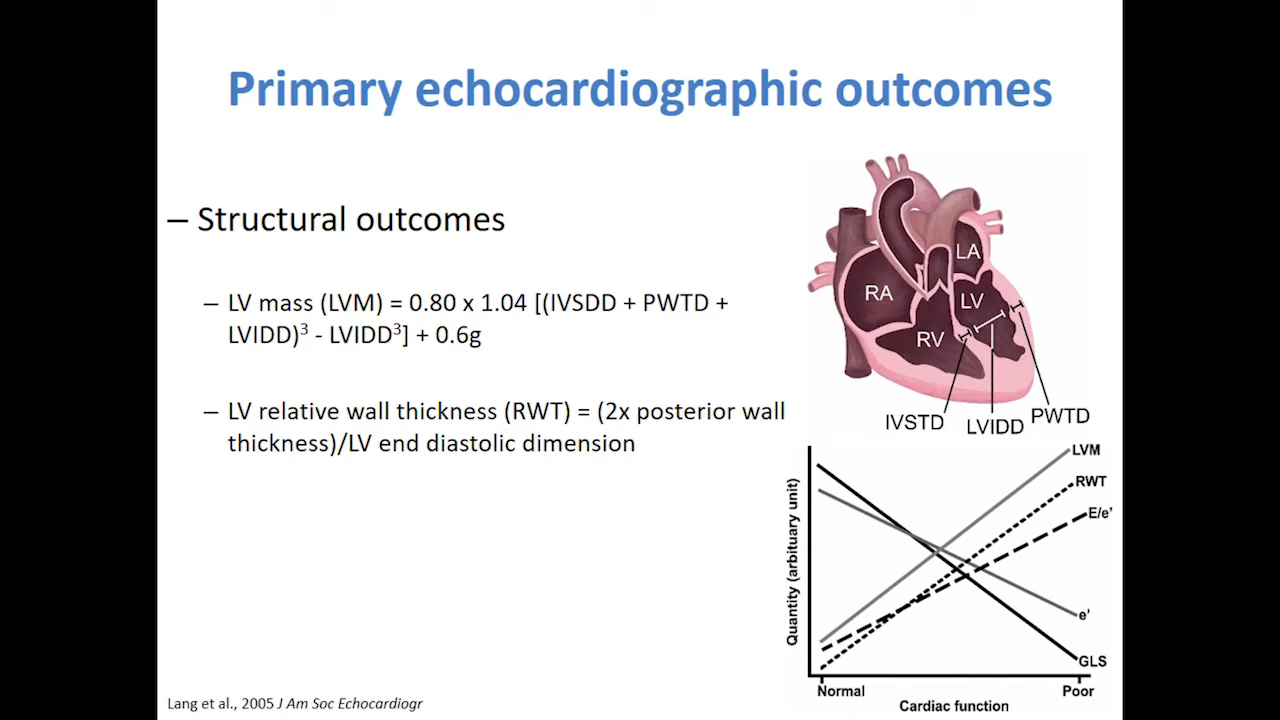 Primary echocardiographic outcomes
– Structural outcomes
– LV mass (LVM) = 0.80 x 1.04 [(IVSDD + PWTD +
LVIDD)³ - LVIDD³] + 0.6g
– LV relative wall thickness (RWT) = (2x posterior wall
thickness)/LV end diastolic dimension
Lang et al., 2005 J Am Soc Echocardiogr
LA
RA
LV
RV
IVSTD
LVIDD
PWTD
LVM
RWT
E/e'
e'
GLS
Quantity (arbituary unit)
Normal
Poor
Cardiac function